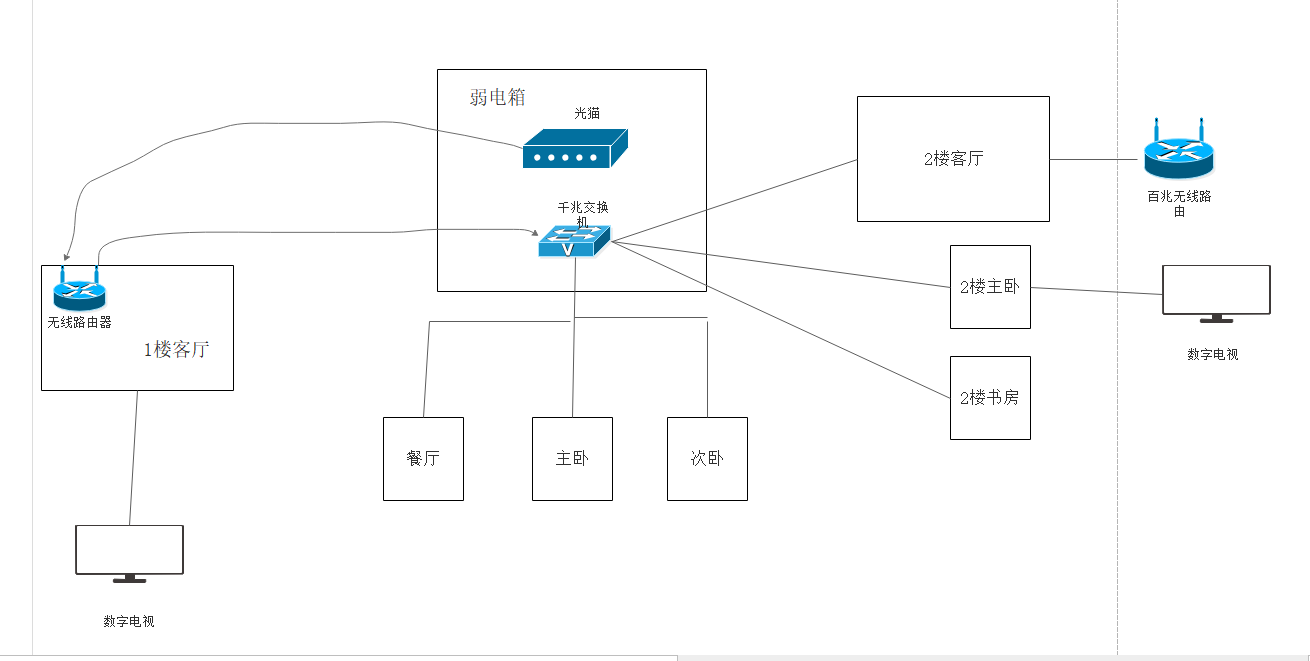 弱电箱
光猫
千兆交换
机
2楼客厅
百兆无线路
由
2楼主卧
数字电视
2楼书房
无线路由器
1楼客厅
餐厅
主卧
次卧
数字电视